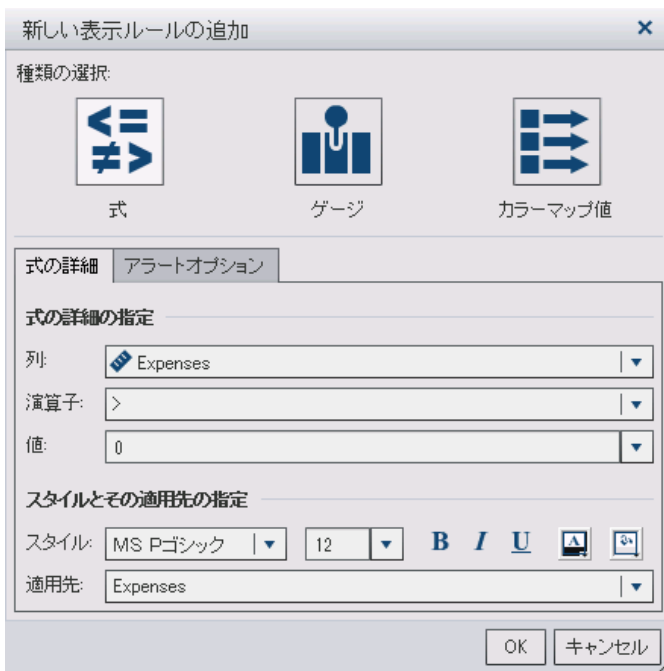 新しい表示ルールの追加
種類の選択:
式 ゲージ カラーマップ値
式の詳細 アラートオプション
式の詳細の指定
列: Expenses
演算子: >
値: 0
スタイルとその適用先の指定
スタイル: MS Pゴシック 12 B I U A
適用先: Expenses
OK キャンセル